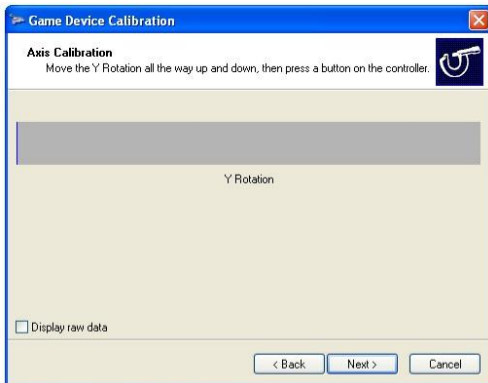 Game Device Calibration
Axis Calibration
Move the Y Rotation all the way up and down, then press a button on the controller.
Y Rotation
Display raw data
< Back
Next >
Cancel